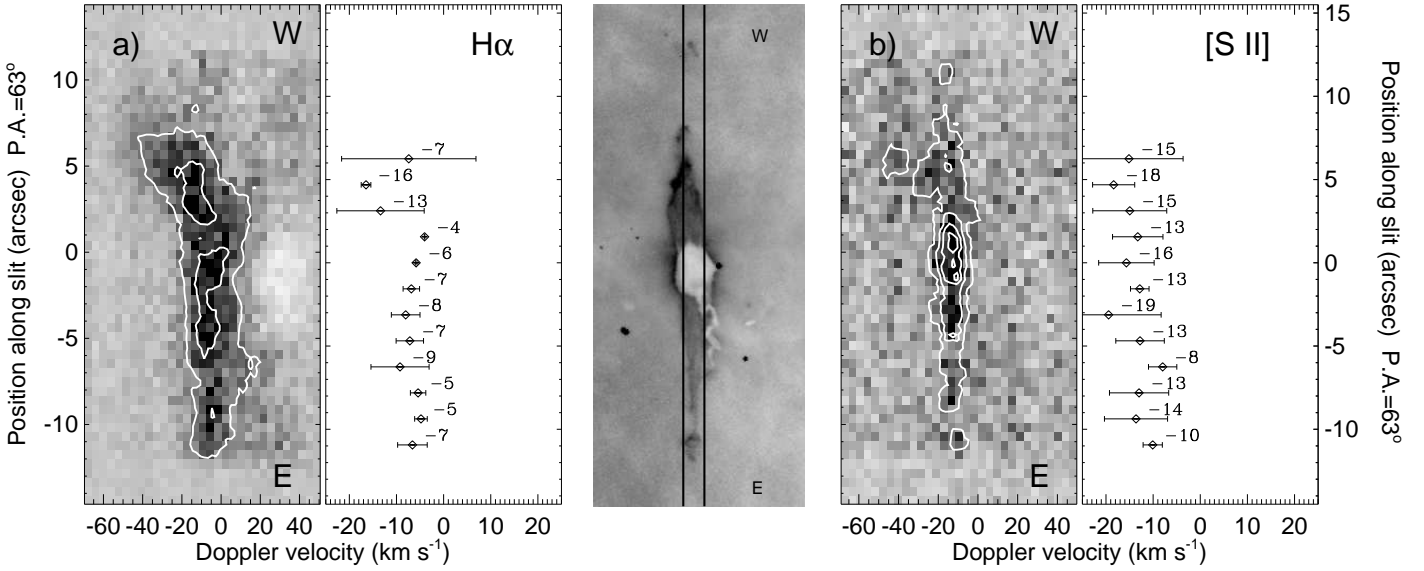 a)
W
E
Hα
−7
−16
−13
−4
−6
−7
−8
−7
−9
−5
−5
−7
W
E
b)
W
E
[S II]
−15
−18
−15
−13
−16
−13
−19
−13
−8
−13
−14
−10
10
5
0
-5
-10
15
10
5
0
-5
-10
Position along slit (arcsec) P.A.=63°
Position along slit (arcsec) P.A.=63°
-60 -40 -20 0 20 40
-20 -10 0 10 20
-60 -40 -20 0 20 40
-20 -10 0 10 20
Doppler velocity (km s⁻¹)
Doppler velocity (km s⁻¹)